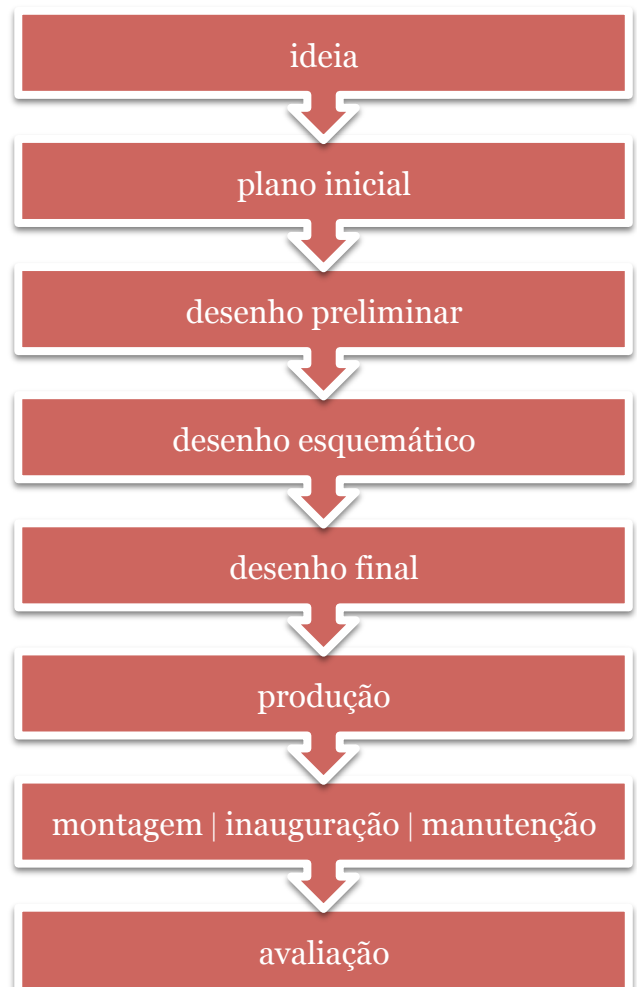 ideia
plano inicial
desenho preliminar
desenho esquemático
desenho final
produção
montagem | inauguração | manutenção
avaliação